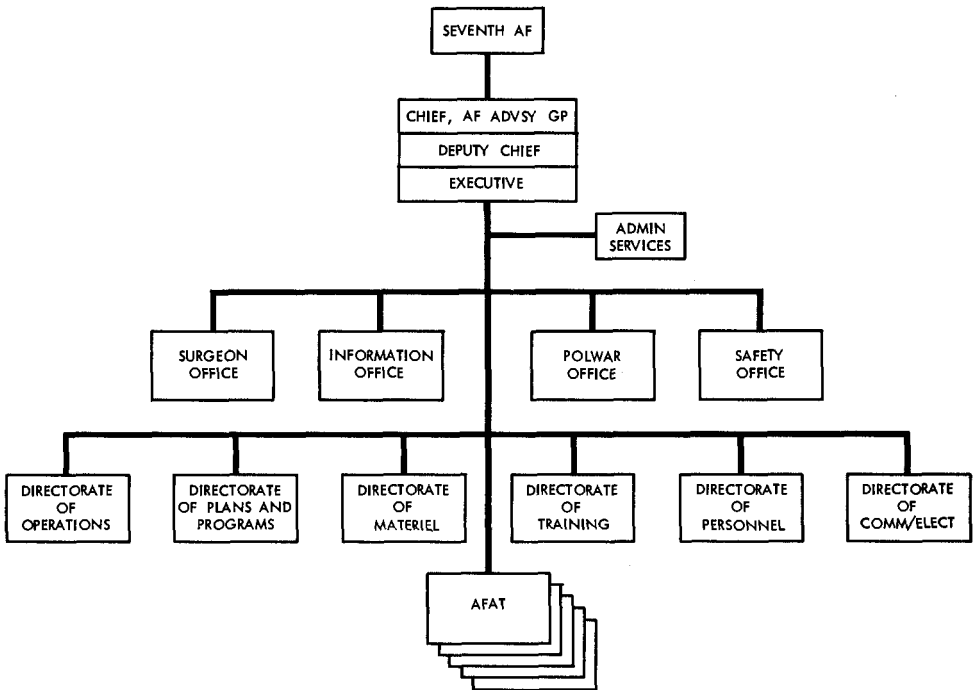 SEVENTH AF
CHIEF, AF ADVSY GP
DEPUTY CHIEF
EXECUTIVE
ADMIN
SERVICES
SURGEON
OFFICE
INFORMATION
OFFICE
POLWAR
OFFICE
SAFETY
OFFICE
DIRECTORATE
OF
OPERATIONS
DIRECTORATE
OF PLANS AND
PROGRAMS
DIRECTORATE
OF
MATERIEL
DIRECTORATE
OF
TRAINING
DIRECTORATE
OF
PERSONNEL
DIRECTORATE
OF
COMM/ELECT
AFAT